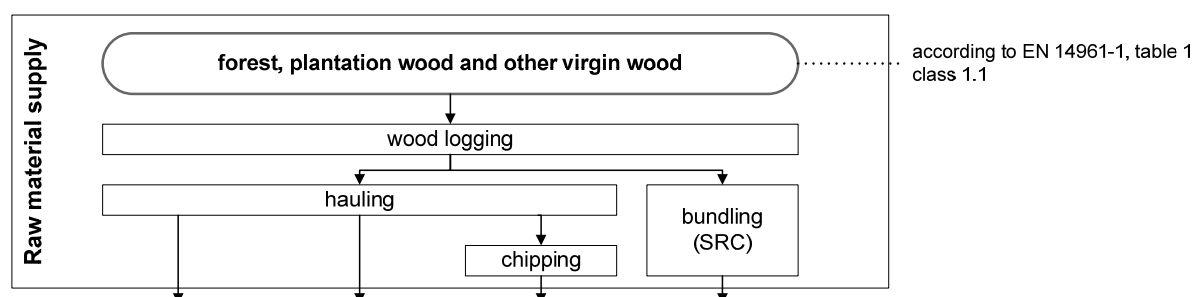 Raw material supply
forest, plantation wood and other virgin wood
according to EN 14961-1, table 1
class 1.1
wood logging
hauling
bundling
(SRC)
chipping